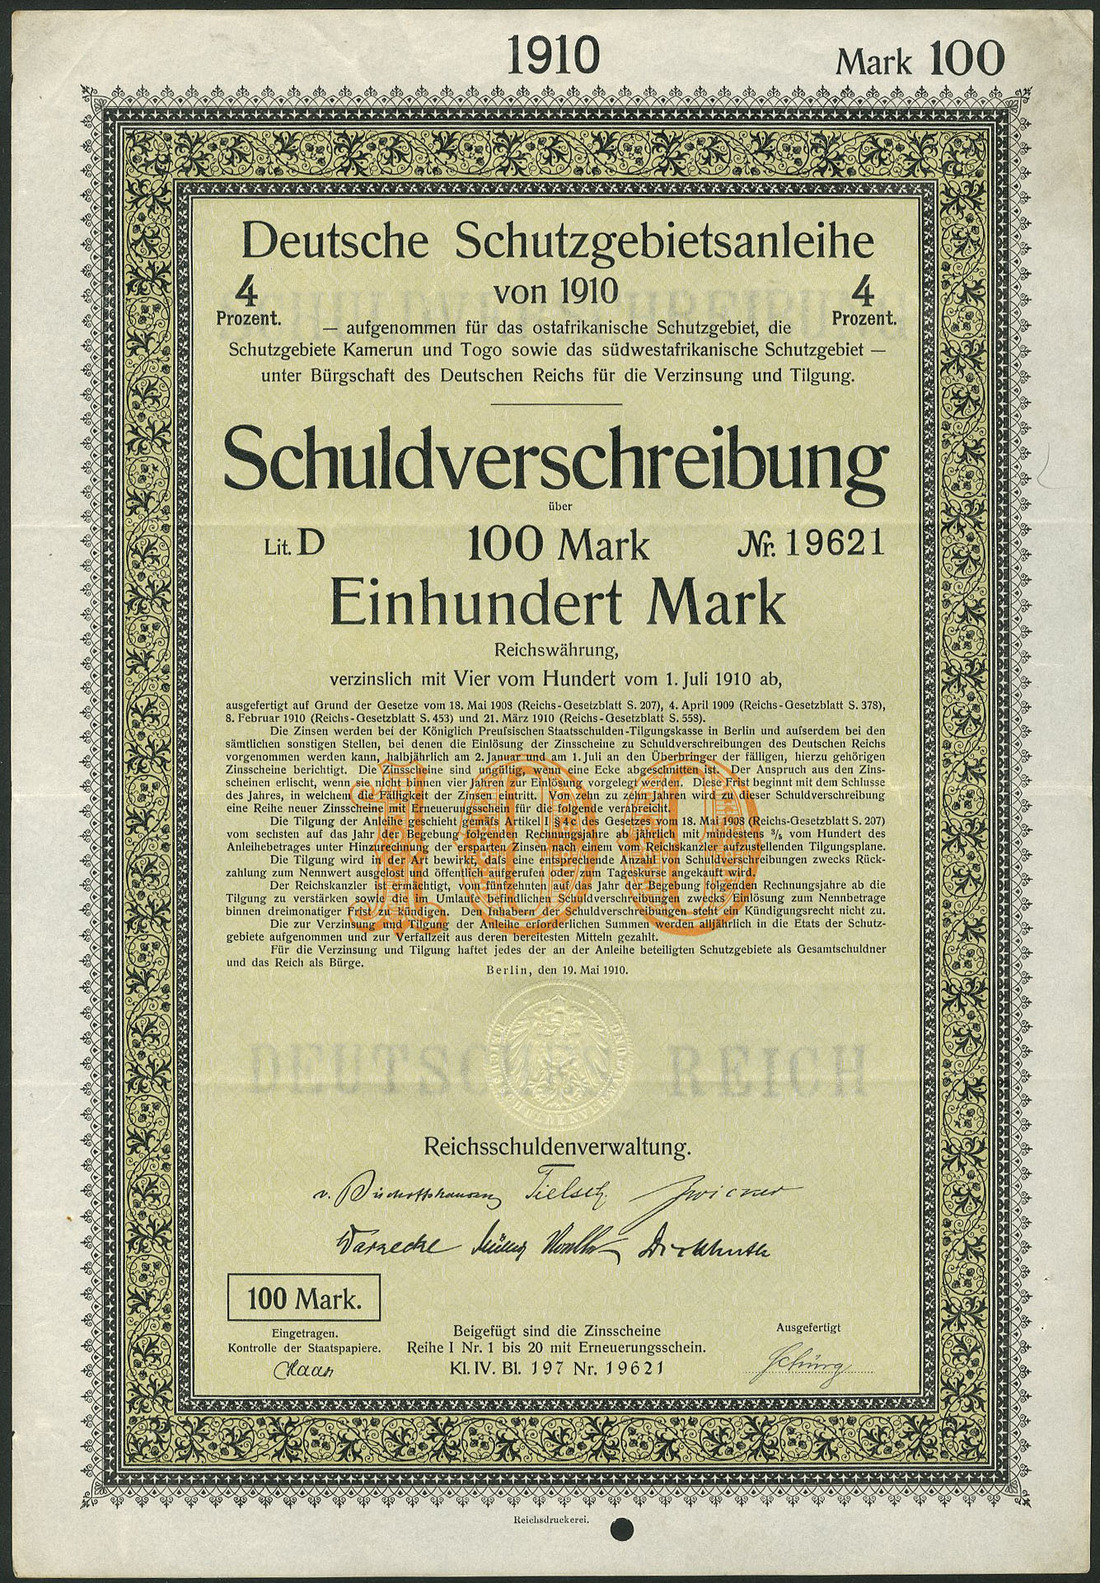 1910
Mark 100
Deutsche Schutzgebietsanleihe
4 von 1910 4
Prozent. Prozent.
— aufgenommen für das ostafrikanische Schutzgebiet, die
Schutzgebiete Kamerun und Togo sowie das südwestafrikanische Schutzgebiet —
unter Bürgschaft des Deutschen Reichs für die Verzinsung und Tilgung.
Schuldverschreibung
über
Lit. D 100 Mark Nr. 19621
Einhundert Mark
Reichswährung,
verzinslich mit Vier vom Hundert vom 1. Juli 1910 ab,
ausgefertigt auf Grund der Gesetze vom 18. Mai 1908 (Reichs-Gesetzblatt S. 207), 4. April 1909 (Reichs-Gesetzblatt S. 378),
8. Februar 1910 (Reichs-Gesetzblatt S. 453) und 21. März 1910 (Reichs-Gesetzblatt S. 558).
Die Zinsen werden bei der Königlich Preufsischen Staatsschulden-Tilgungskasse in Berlin und aufserdem bei den
sämtlichen sonstigen Stellen, bei denen die Einlösung der Zinsscheine zu Schuldverschreibungen des Deutschen Reichs
vorgenommen werden kann, halbjährlich am 2. Januar und am 1. Juli an den Überbringer der fälligen, hierzu gehörigen
Zinsscheine berichtigt. Die Zinsscheine sind ungültig, wenn eine Ecke abgeschnitten ist. Der Anspruch aus den Zins-
scheinen erlischt, wenn sie nicht binnen vier Jahren zur Einlösung vorgelegt werden. Diese Frist beginnt mit dem Schlusse
des Jahres, in welchem die Fälligkeit der Zinsen eintritt. Von zehn zu zehn Jahren wird zu dieser Schuldverschreibung
eine Reihe neuer Zinsscheine mit Erneuerungsschein für die folgende verabreicht.
Die Tilgung der Anleihe geschieht gemäfs Artikel I § 4c des Gesetzes vom 18. Mai 1908 (Reichs-Gesetzblatt S. 207)
vom sechsten auf das Jahr der Begebung folgenden Rechnungsjahre ab jährlich mit mindestens 3/5 vom Hundert des
Anleihebetrages unter Hinzurechnung der ersparten Zinsen nach einem vom Reichskanzler aufzustellenden Tilgungsplane.
Die Tilgung wird in der Art bewirkt, dafs eine entsprechende Anzahl von Schuldverschreibungen zwecks Rück-
zahlung zum Nennwert ausgelost und öffentlich aufgerufen oder zum Tageskurse angekauft wird.
Der Reichskanzler ist ermächtigt, vom fünfzehnten auf das Jahr der Begebung folgenden Rechnungsjahre ab die
Tilgung zu verstärken sowie die im Umlaufe befindlichen Schuldverschreibungen zwecks Einlösung zum Nennbetrage
binnen dreimonatiger Frist zu kündigen. Den Inhabern der Schuldverschreibungen steht ein Kündigungsrecht nicht zu.
Die zur Verzinsung und Tilgung der Anleihe erforderlichen Summen werden alljährlich in die Etats der Schutz-
gebiete aufgenommen und zur Verfallzeit aus deren bereitesten Mitteln gezahlt.
Für die Verzinsung und Tilgung haftet jedes der an der Anleihe beteiligten Schutzgebiete als Gesamtschuldner
und das Reich als Bürge.
Berlin, den 19. Mai 1910.
100
DEUTSCHES REICH
Reichsschuldenverwaltung.
v. Bischoffshausen Tielsch Zwicker
Warnecke Dickhuth
100 Mark.
Eingetragen.
Kontrolle der Staatspapiere.
Beigefügt sind die Zinsscheine
Reihe I Nr. 1 bis 20 mit Erneuerungsschein.
Kl. IV. Bl. 197 Nr. 19621
Ausgefertigt
Reichsdruckerei.